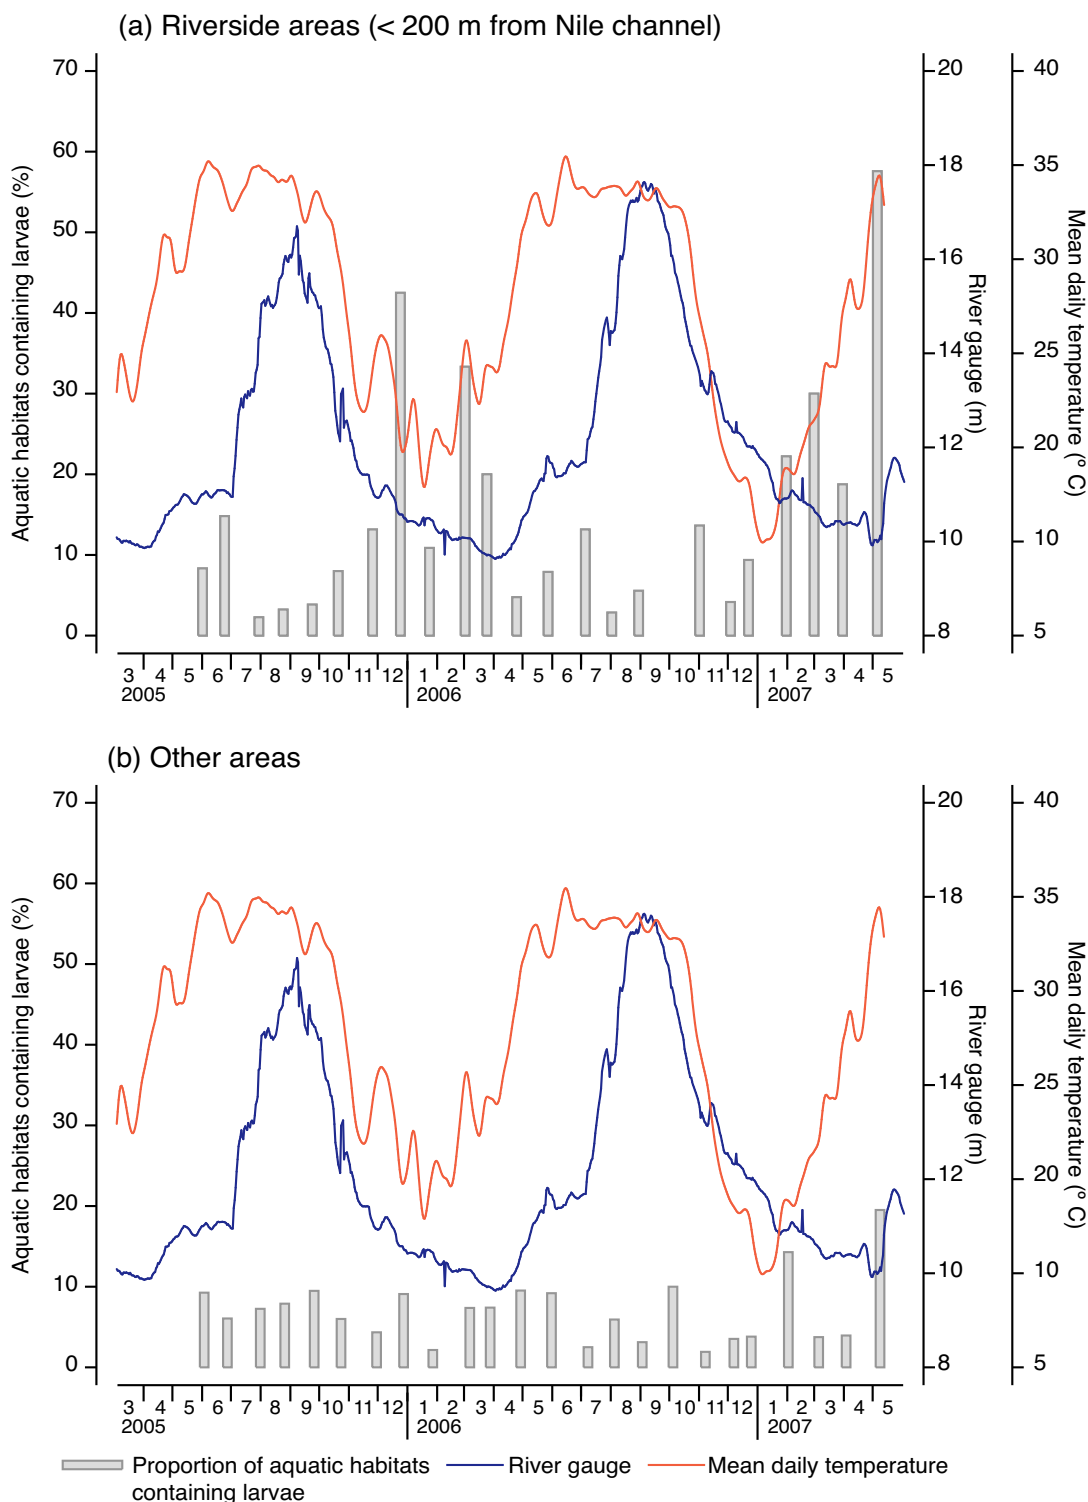 (a) Riverside areas (< 200 m from Nile channel)
Aquatic habitats containing larvae (%)
70
60
50
40
30
20
10
0
20
18
16
14
12
10
8
River gauge (m)
40
35
30
25
20
10
5
Mean daily temperature (º C)
3 4 5 6 7 8 9 10 11 12 1 2 3 4 5 6 7 8 9 10 11 12 1 2 3 4 5
2005 2006 2007
(b) Other areas
Aquatic habitats containing larvae (%)
70
60
50
40
30
20
10
0
20
18
16
14
12
10
8
River gauge (m)
40
35
30
25
20
10
5
Mean daily temperature (º C)
3 4 5 6 7 8 9 10 11 12 1 2 3 4 5 6 7 8 9 10 11 12 1 2 3 4 5
2005 2006 2007
Proportion of aquatic habitats
containing larvae
River gauge
Mean daily temperature